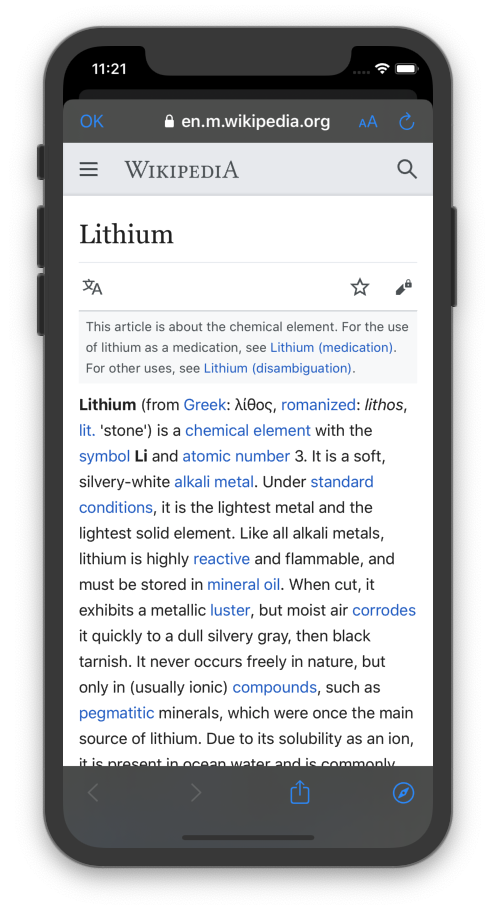 11:21
OK en.m.wikipedia.org AA
WIKIPEDIA
Lithium
文A
This article is about the chemical element. For the use
of lithium as a medication, see Lithium (medication).
For other uses, see Lithium (disambiguation).
Lithium (from Greek: λίθος, romanized: lithos,
lit. 'stone') is a chemical element with the
symbol Li and atomic number 3. It is a soft,
silvery-white alkali metal. Under standard
conditions, it is the lightest metal and the
lightest solid element. Like all alkali metals,
lithium is highly reactive and flammable, and
must be stored in mineral oil. When cut, it
exhibits a metallic luster, but moist air corrodes
it quickly to a dull silvery gray, then black
tarnish. It never occurs freely in nature, but
only in (usually ionic) compounds, such as
pegmatitic minerals, which were once the main
source of lithium. Due to its solubility as an ion,
it is present in ocean water and is commonly